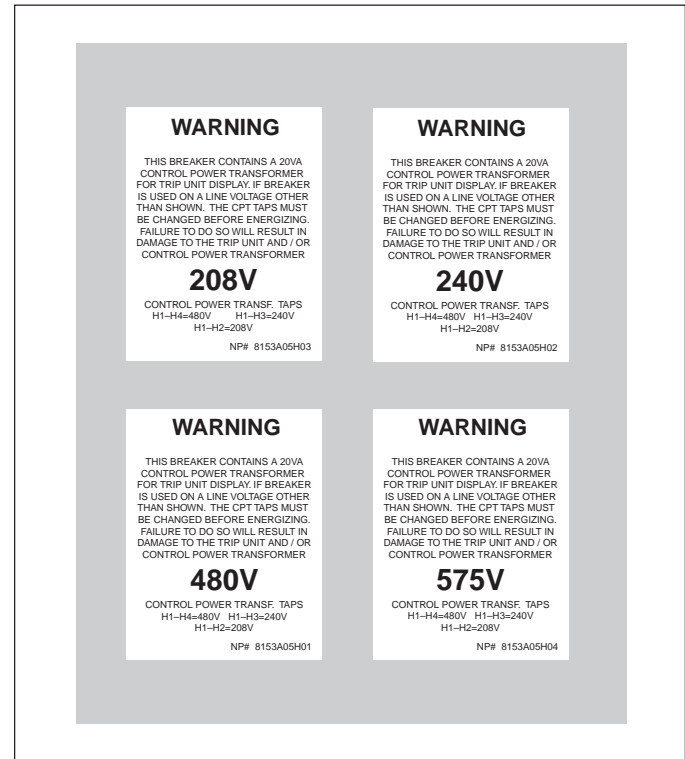 WARNING
THIS BREAKER CONTAINS A 20VA
CONTROL POWER TRANSFORMER
FOR TRIP UNIT DISPLAY. IF BREAKER
IS USED ON A LINE VOLTAGE OTHER
THAN SHOWN. THE CPT TAPS MUST
BE CHANGED BEFORE ENERGIZING.
FAILURE TO DO SO WILL RESULT IN
DAMAGE TO THE TRIP UNIT AND / OR
CONTROL POWER TRANSFORMER
208V
CONTROL POWER TRANSF. TAPS
H1–H4=480V H1–H3=240V
H1–H2=208V
NP# 8153A05H03
WARNING
THIS BREAKER CONTAINS A 20VA
CONTROL POWER TRANSFORMER
FOR TRIP UNIT DISPLAY. IF BREAKER
IS USED ON A LINE VOLTAGE OTHER
THAN SHOWN. THE CPT TAPS MUST
BE CHANGED BEFORE ENERGIZING.
FAILURE TO DO SO WILL RESULT IN
DAMAGE TO THE TRIP UNIT AND / OR
CONTROL POWER TRANSFORMER
240V
CONTROL POWER TRANSF. TAPS
H1–H4=480V H1–H3=240V
H1–H2=208V
NP# 8153A05H02
WARNING
THIS BREAKER CONTAINS A 20VA
CONTROL POWER TRANSFORMER
FOR TRIP UNIT DISPLAY. IF BREAKER
IS USED ON A LINE VOLTAGE OTHER
THAN SHOWN. THE CPT TAPS MUST
BE CHANGED BEFORE ENERGIZING.
FAILURE TO DO SO WILL RESULT IN
DAMAGE TO THE TRIP UNIT AND / OR
CONTROL POWER TRANSFORMER
480V
CONTROL POWER TRANSF. TAPS
H1–H4=480V H1–H3=240V
H1–H2=208V
NP# 8153A05H01
WARNING
THIS BREAKER CONTAINS A 20VA
CONTROL POWER TRANSFORMER
FOR TRIP UNIT DISPLAY. IF BREAKER
IS USED ON A LINE VOLTAGE OTHER
THAN SHOWN. THE CPT TAPS MUST
BE CHANGED BEFORE ENERGIZING.
FAILURE TO DO SO WILL RESULT IN
DAMAGE TO THE TRIP UNIT AND / OR
CONTROL POWER TRANSFORMER
575V
CONTROL POWER TRANSF. TAPS
H1–H4=480V H1–H3=240V
H1–H2=208V
NP# 8153A05H04